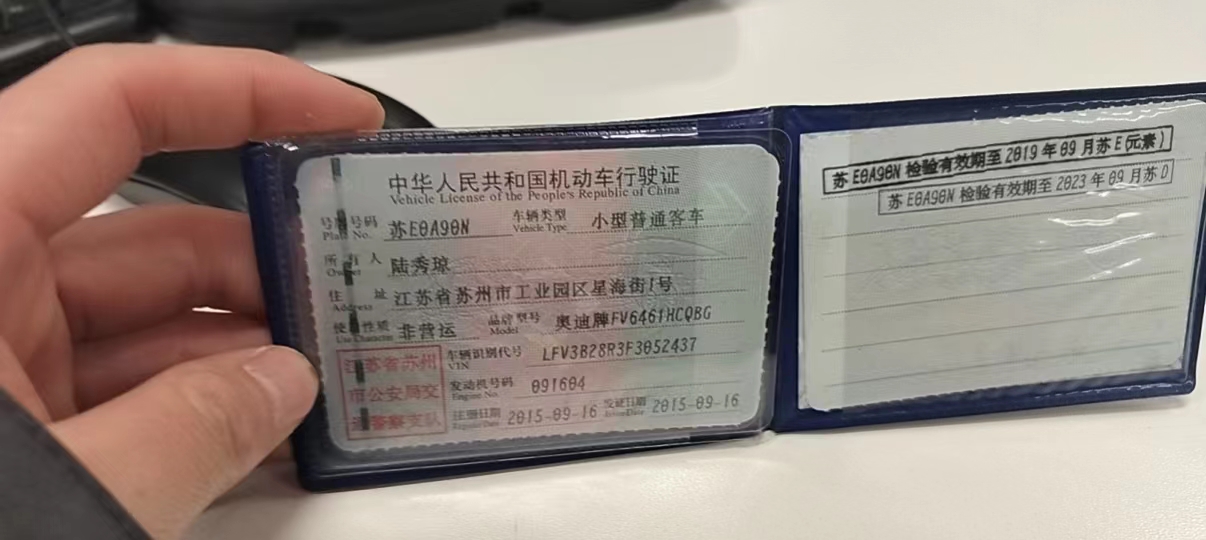 中华人民共和国机动车行驶证
Vehicle License of the People's Republic of China
号牌号码 苏E0A90N 车辆类型 小型普通客车
Plate No. Vehicle Type
所有人 陆秀琼
Owner
住址 江苏省苏州市工业园区星海街1号
Address
使用性质 非营运 品牌型号 奥迪牌FV6461HCQBG
Use Character Model
江苏省苏州 车辆识别代号 LFV3B28R3F3052437
VIN
市公安局交 发动机号码 091604
Engine No.
通警察支队 注册日期 2015-09-16 发证日期 2015-09-16
Register Date Issue Date
苏E0A90N 检验有效期至 2019年09月苏E(元素)
苏E0A90N 检验有效期至 2023年09月苏D